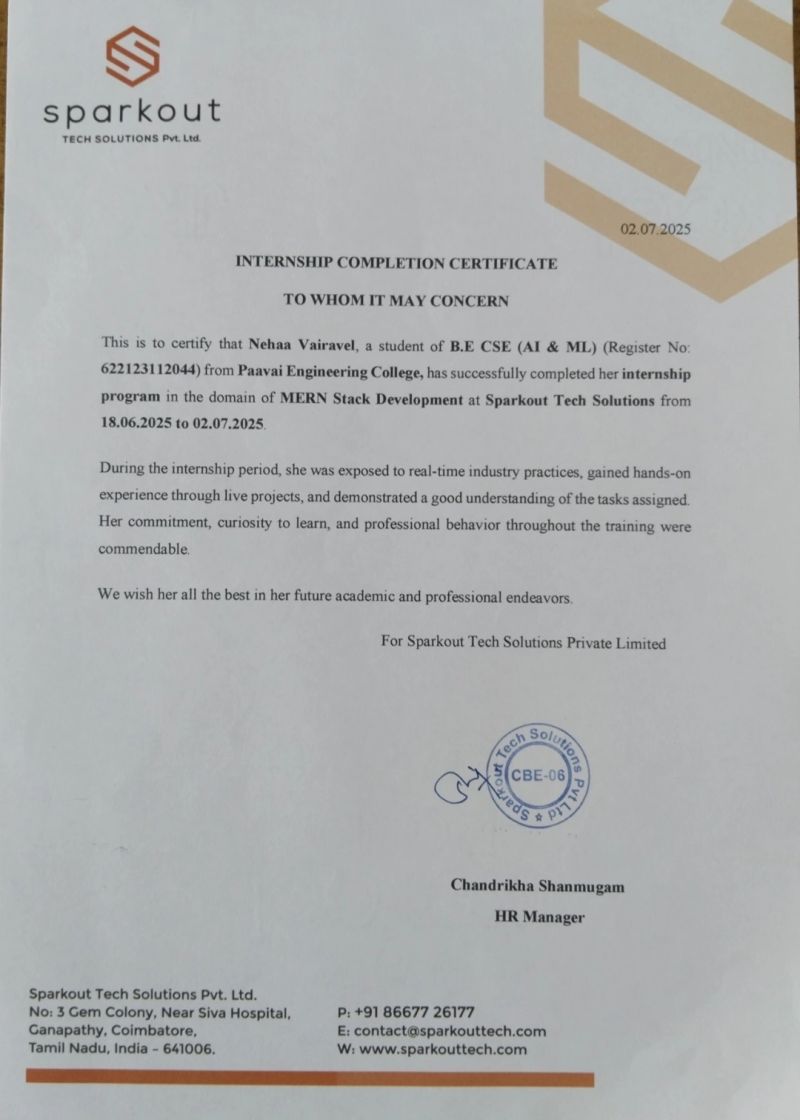 sparkout
TECH SOLUTIONS Pvt. Ltd.
02.07.2025
INTERNSHIP COMPLETION CERTIFICATE
TO WHOM IT MAY CONCERN
This is to certify that Nehaa Vairavel, a student of B.E CSE (AI & ML) (Register No:
622123112044) from Paavai Engineering College, has successfully completed her internship
program in the domain of MERN Stack Development at Sparkout Tech Solutions from
18.06.2025 to 02.07.2025.
During the internship period, she was exposed to real-time industry practices, gained hands-on
experience through live projects, and demonstrated a good understanding of the tasks assigned.
Her commitment, curiosity to learn, and professional behavior throughout the training were
commendable.
We wish her all the best in her future academic and professional endeavors.
For Sparkout Tech Solutions Private Limited
Sparkout Tech Solutions Pvt Ltd
CBE-06
Chandrikha Shanmugam
HR Manager
Sparkout Tech Solutions Pvt. Ltd.
No: 3 Gem Colony, Near Siva Hospital,
Ganapathy, Coimbatore,
Tamil Nadu, India - 641006.
P: +91 86677 26177
E: contact@sparkouttech.com
W: www.sparkouttech.com